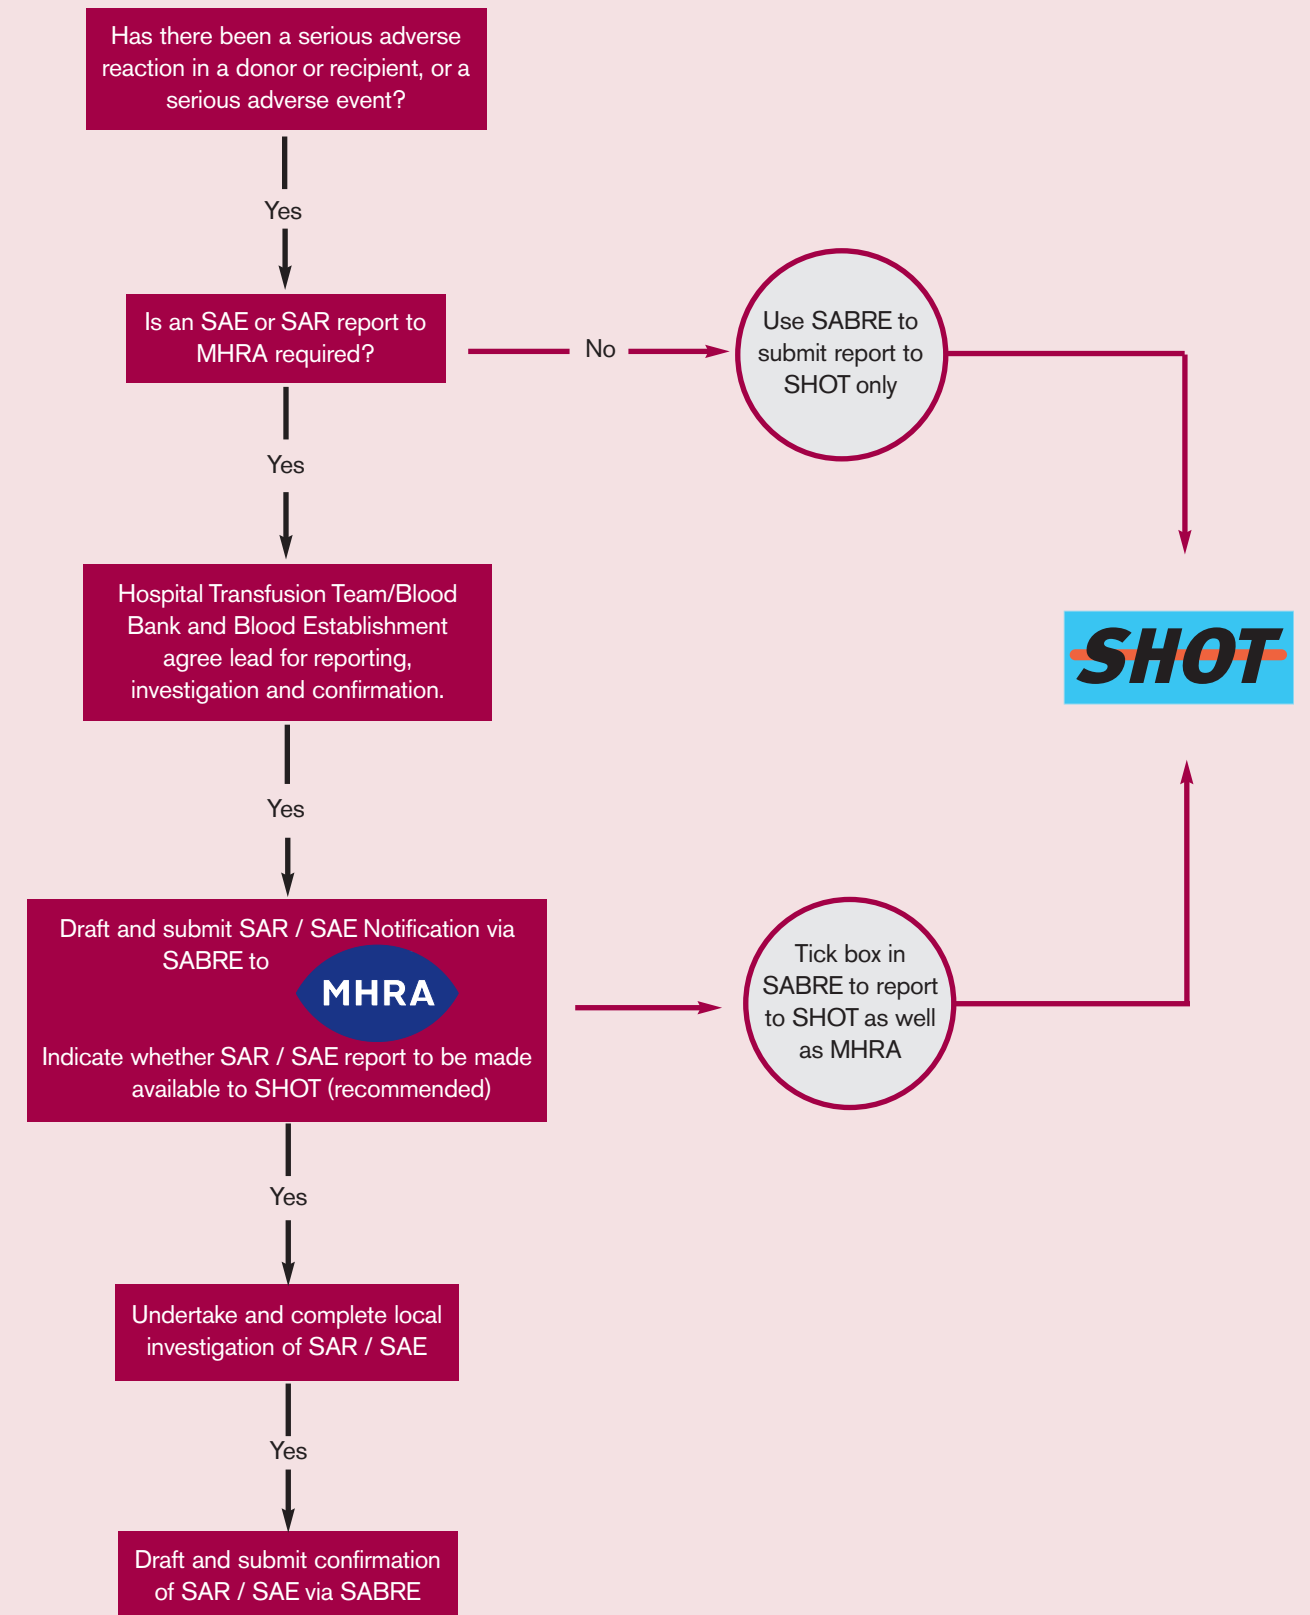 Has there been a serious adverse
reaction in a donor or recipient, or a
serious adverse event?
Yes
Is an SAE or SAR report to
MHRA required?
No
Use SABRE to
submit report to
SHOT only
Yes
Hospital Transfusion Team/Blood
Bank and Blood Establishment
agree lead for reporting,
investigation and confirmation.
SHOT
Yes
Draft and submit SAR / SAE Notification via
SABRE to
MHRA
Indicate whether SAR / SAE report to be made
available to SHOT (recommended)
Tick box in
SABRE to report
to SHOT as well
as MHRA
Yes
Undertake and complete local
investigation of SAR / SAE
Yes
Draft and submit confirmation
of SAR / SAE via SABRE